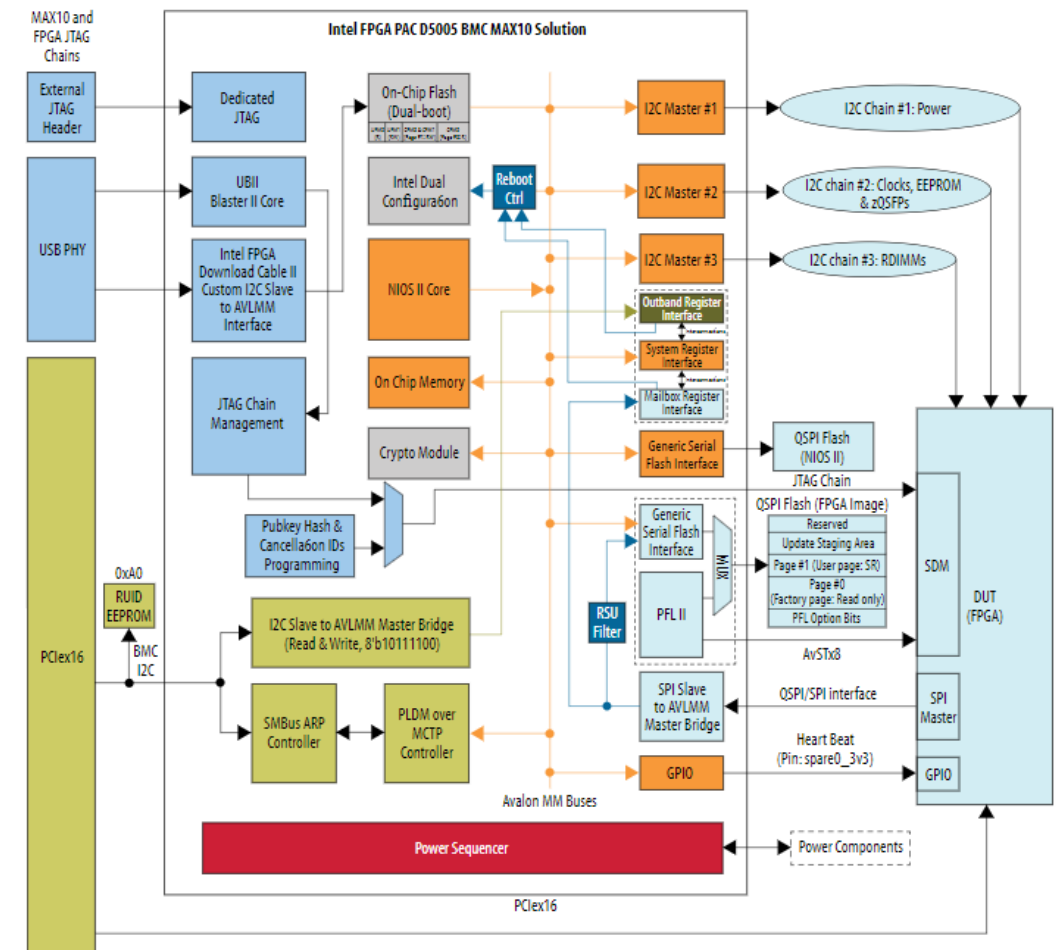 MAX10 and
FPGA JTAG
Chains
Intel FPGA PAC D5005 BMC MAX10 Solution
External
JTAG
Header
Dedicated
JTAG
On-Chip Flash
(Dual-boot)
I2C Master #1
I2C Chain #1: Power
USB PHY
UBII
Blaster II Core
Intel Dual
Configura6on
Reboot
Ctrl
I2C Master #2
I2C chain #2: Clocks, EEPROM
& zQSFPs
Intel FPGA
Download Cable II
Custom I2C Slave
to AVLMM
Interface
NIOS II Core
I2C Master #3
I2C chain #3: RDIMMs
Outband Register
Interface
System Register
Interface
Mailbox Register
Interface
JTAG Chain
Management
On Chip Memory
Crypto Module
Generic Serial
Flash Interface
QSPI Flash
(NIOS II)
JTAG Chain
QSPI Flash (FPGA Image)
Reserved
Update Staging Area
Page #1 (User page: SR)
Page #0
(Factory page: Read only)
PFL Option Bits
Pubkey Hash &
Cancella6on IDs
Programming
Generic
Serial Flash
Interface
MUX
PFL II
RSU
Filter
SDM
DUT
(FPGA)
AvSTx8
0xA0
RUID
EEPROM
PCIex16
BMC
I2C
I2C Slave to AVLMM Master Bridge
(Read & Write, 8'b10111100)
SMBus ARP
Controller
PLDM over
MCTP
Controller
SPI Slave
to AVLMM
Master Bridge
QSPI/SPI interface
SPI
Master
Heart Beat
(Pin: spare0_3v3)
GPIO
GPIO
Avalon MM Buses
Power Sequencer
Power Components
PCIex16